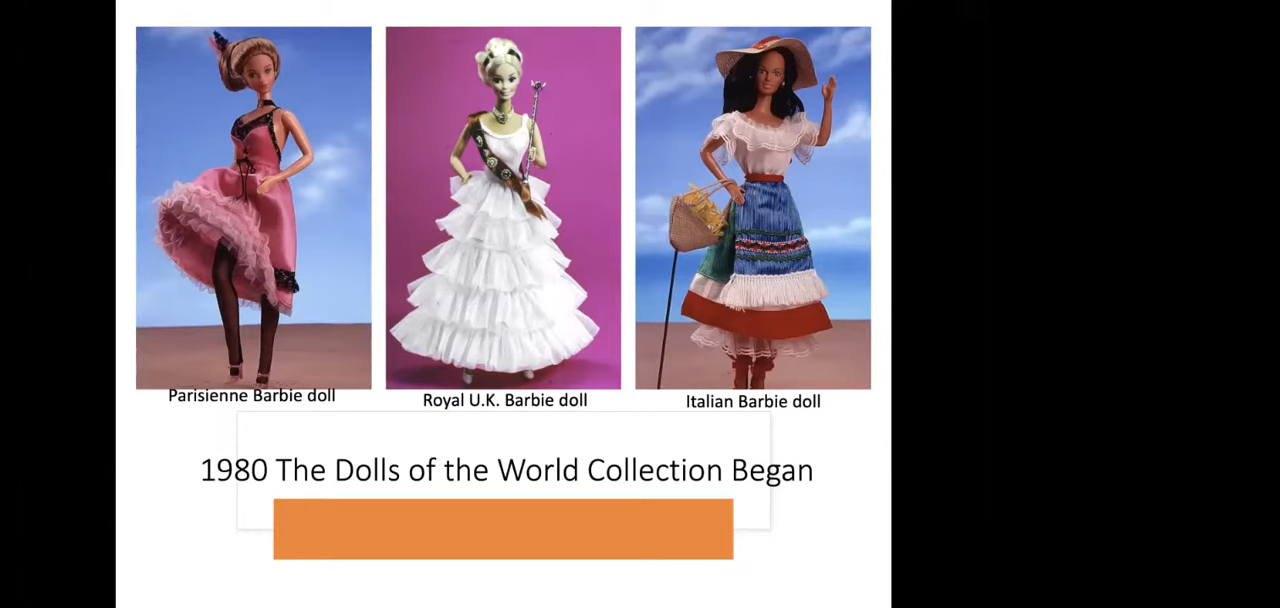 Parisienne Barbie doll
Royal U.K. Barbie doll
Italian Barbie doll
1980 The Dolls of the World Collection Began